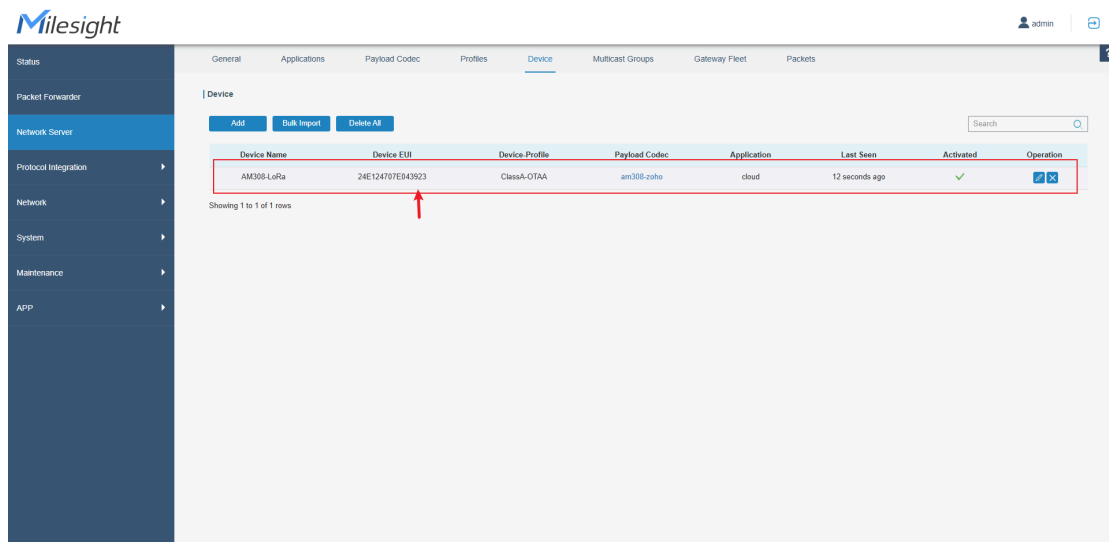 Milesight
admin
Status
General Applications Payload Codec Profiles Device Multicast Groups Gateway Fleet Packets
?
Packet Forwarder
Device
Network Server
Add Bulk Import Delete All
Search
Device Name Device EUI Device-Profile Payload Codec Application Last Seen Activated Operation
Protocol Integration
AM308-LoRa 24E124707E043923 ClassA-OTAA am308-zoho cloud 12 seconds ago
Network
Showing 1 to 1 of 1 rows
System
Maintenance
APP